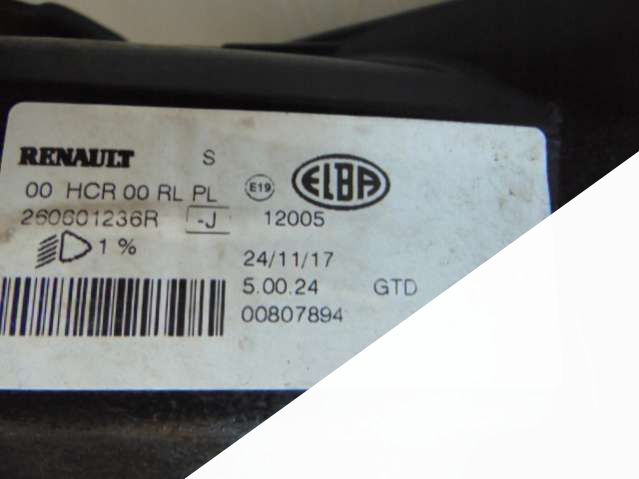 RENAULT S
00 HCR 00 RL PL E19 ELBA
260601236R -J 12005
1 %
24/11/17
5.00.24 GTD
00807894